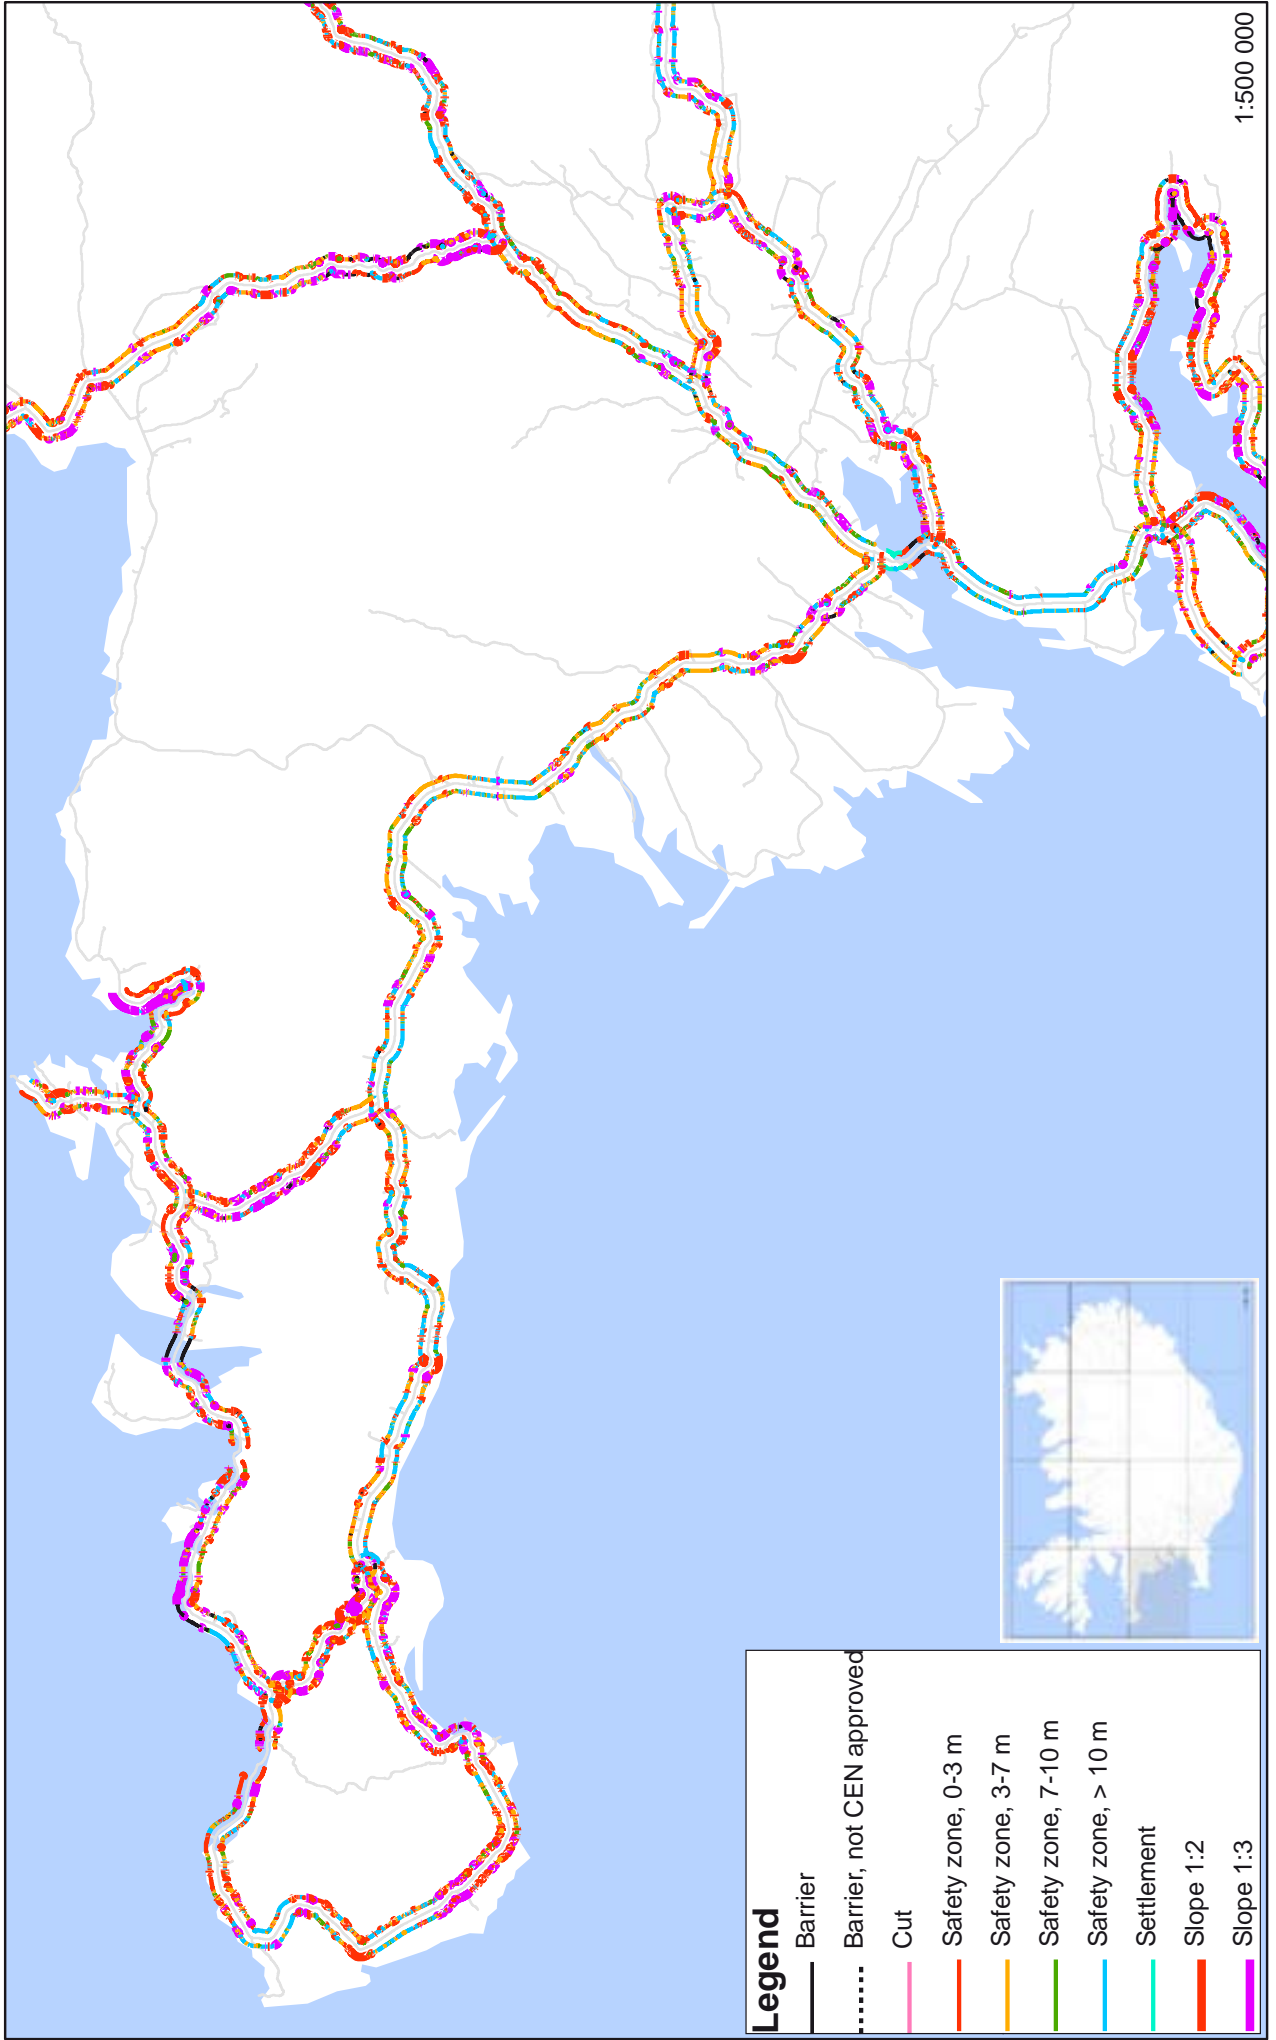 1:500 000
Legend
Barrier
Barrier, not CEN approved
Cut
Safety zone, 0-3 m
Safety zone, 3-7 m
Safety zone, 7-10 m
Safety zone, > 10 m
Settlement
Slope 1:2
Slope 1:3